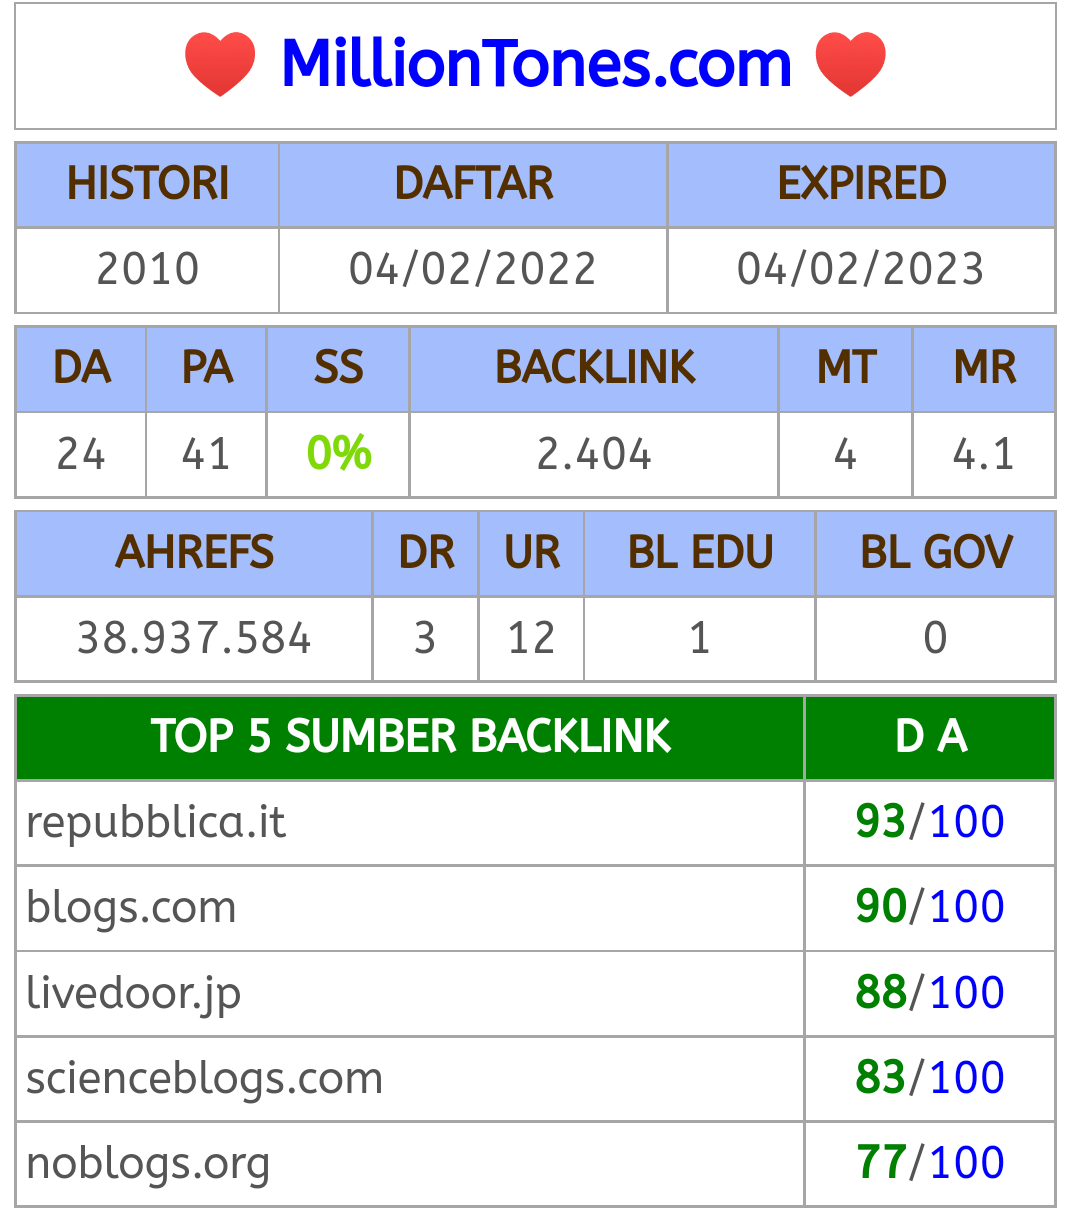 ❤ MillionTones.com ❤
HISTORI DAFTAR EXPIRED
2010 04/02/2022 04/02/2023
DA PA SS BACKLINK MT MR
24 41 0% 2.404 4 4.1
AHREFS DR UR BL EDU BL GOV
38.937.584 3 12 1 0
TOP 5 SUMBER BACKLINK D A
repubblica.it 93/100
blogs.com 90/100
livedoor.jp 88/100
scienceblogs.com 83/100
noblogs.org 77/100